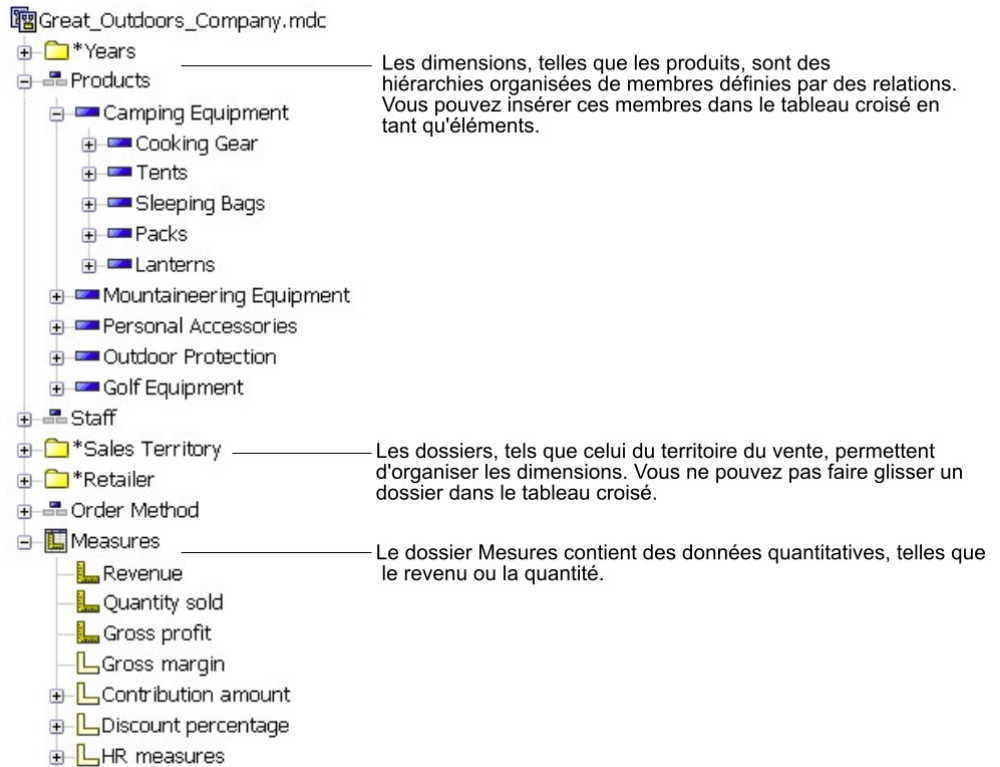 Great_Outdoors_Company.mdc
*Years
Products
Les dimensions, telles que les produits, sont des
hiérarchies organisées de membres définies par des relations.
Vous pouvez insérer ces membres dans le tableau croisé en
tant qu'éléments.
Camping Equipment
Cooking Gear
Tents
Sleeping Bags
Packs
Lanterns
Mountaineering Equipment
Personal Accessories
Outdoor Protection
Golf Equipment
Staff
*Sales Territory
*Retailer
Les dossiers, tels que celui du territoire du vente, permettent
d'organiser les dimensions. Vous ne pouvez pas faire glisser un
dossier dans le tableau croisé.
Order Method
Measures
Le dossier Mesures contient des données quantitatives, telles que
le revenu ou la quantité.
Revenue
Quantity sold
Gross profit
Gross margin
Contribution amount
Discount percentage
HR measures